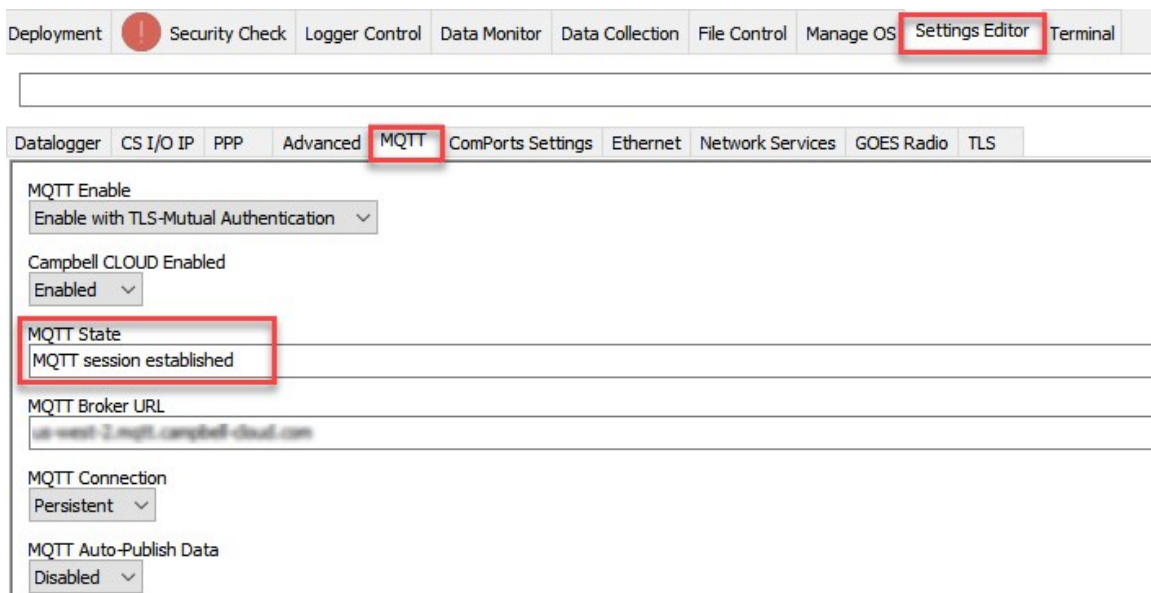 Deployment ! Security Check Logger Control Data Monitor Data Collection File Control Manage OS Settings Editor Terminal
Datalogger CS I/O IP PPP Advanced MQTT ComPorts Settings Ethernet Network Services GOES Radio TLS
MQTT Enable
Enable with TLS-Mutual Authentication
Campbell CLOUD Enabled
Enabled
MQTT State
MQTT session established
MQTT Broker URL
MQTT Connection
Persistent
MQTT Auto-Publish Data
Disabled